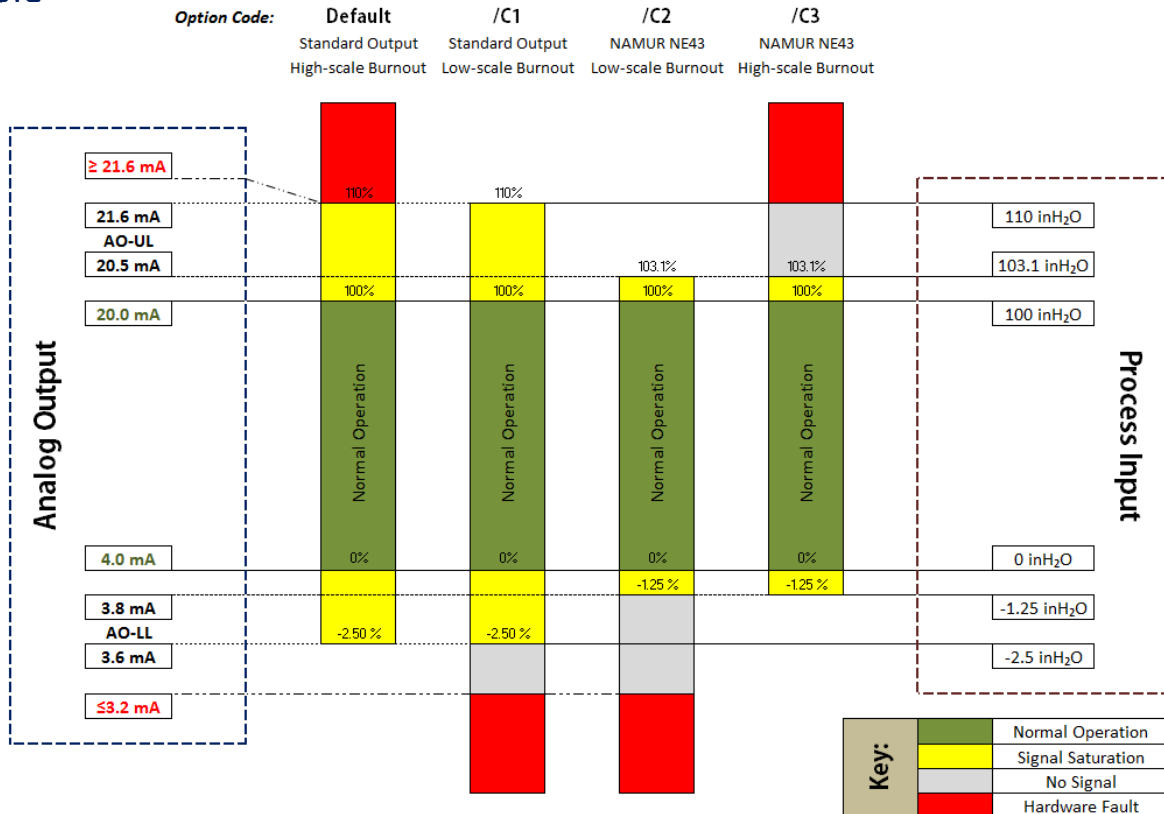 Option Code: Default /C1 /C2 /C3
Standard Output Standard Output NAMUR NE43 NAMUR NE43
High-scale Burnout Low-scale Burnout Low-scale Burnout High-scale Burnout
≥ 21.6 mA
110% 110%
21.6 mA 110 inH₂O
AO-UL
20.5 mA 103.1% 103.1% 103.1 inH₂O
100% 100% 100% 100%
20.0 mA 100 inH₂O
Analog Output
Normal Operation Normal Operation Normal Operation Normal Operation
Process Input
4.0 mA 0% 0% 0% 0% 0 inH₂O
-1.25 % -1.25 %
3.8 mA -1.25 inH₂O
AO-LL -2.50 % -2.50 %
3.6 mA -2.5 inH₂O
≤3.2 mA
Key:
Normal Operation
Signal Saturation
No Signal
Hardware Fault